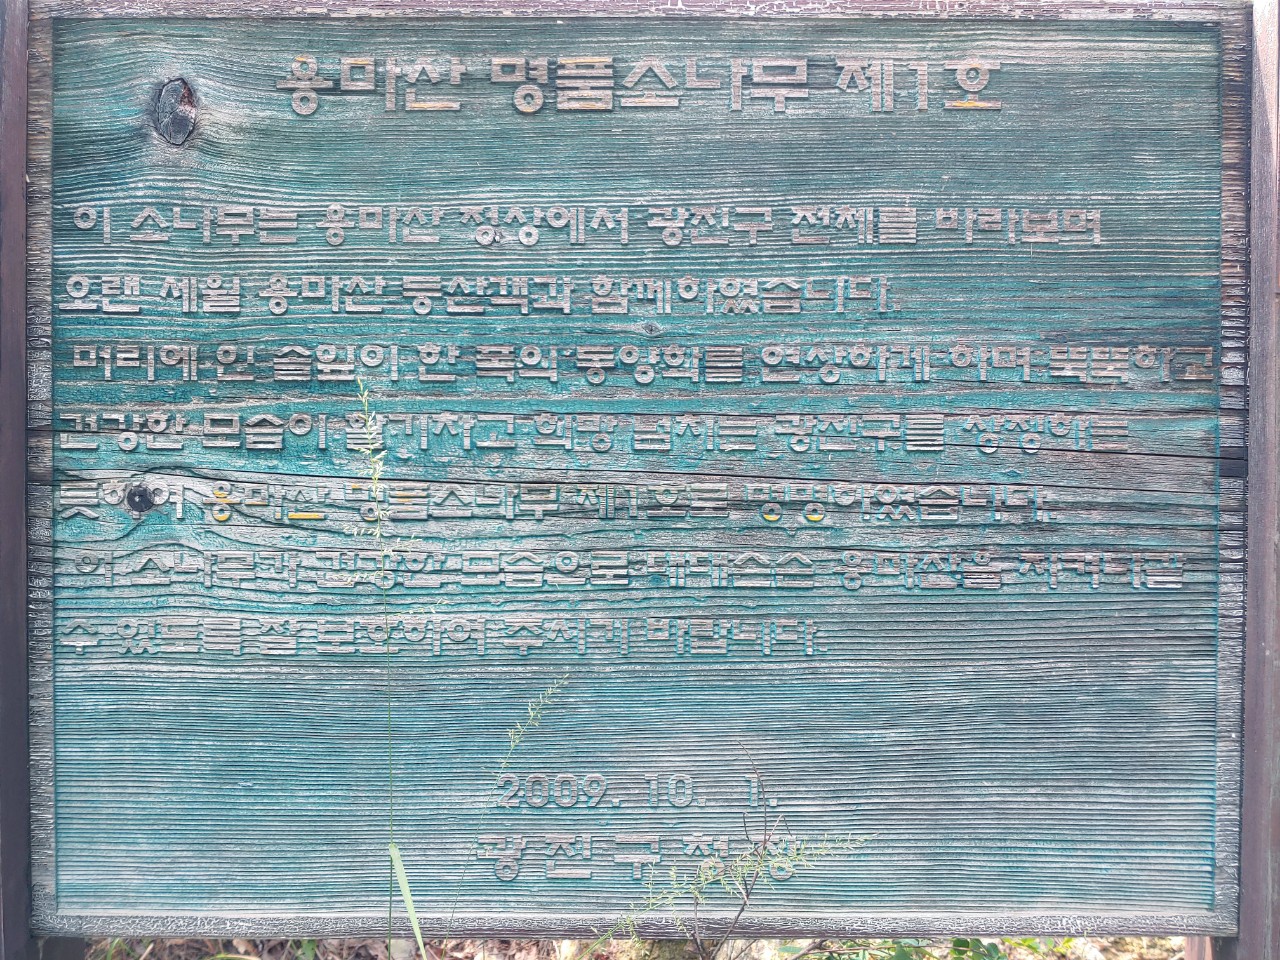 용마산 명품소나무 제1호
이 소나무는 용마산 정상에서 광진구 전체를 바라보며
오랜 세월 용마산 등산객과 함께하였습니다.
머리에 인 솔잎이 한 폭의 동양화를 연상하게 하며 뚝뚝하고
건강한 모습이 활기차고 희망 넘치는 광진구를 상징하는
듯하여 용마산 명품소나무 제1호로 명명하였습니다.
이 소나무가 건강한 모습으로 대대손손 용마산을 지켜나갈
수 있도록 잘 보호하여 주시기 바랍니다.
2009. 10. 1.
광진구청장